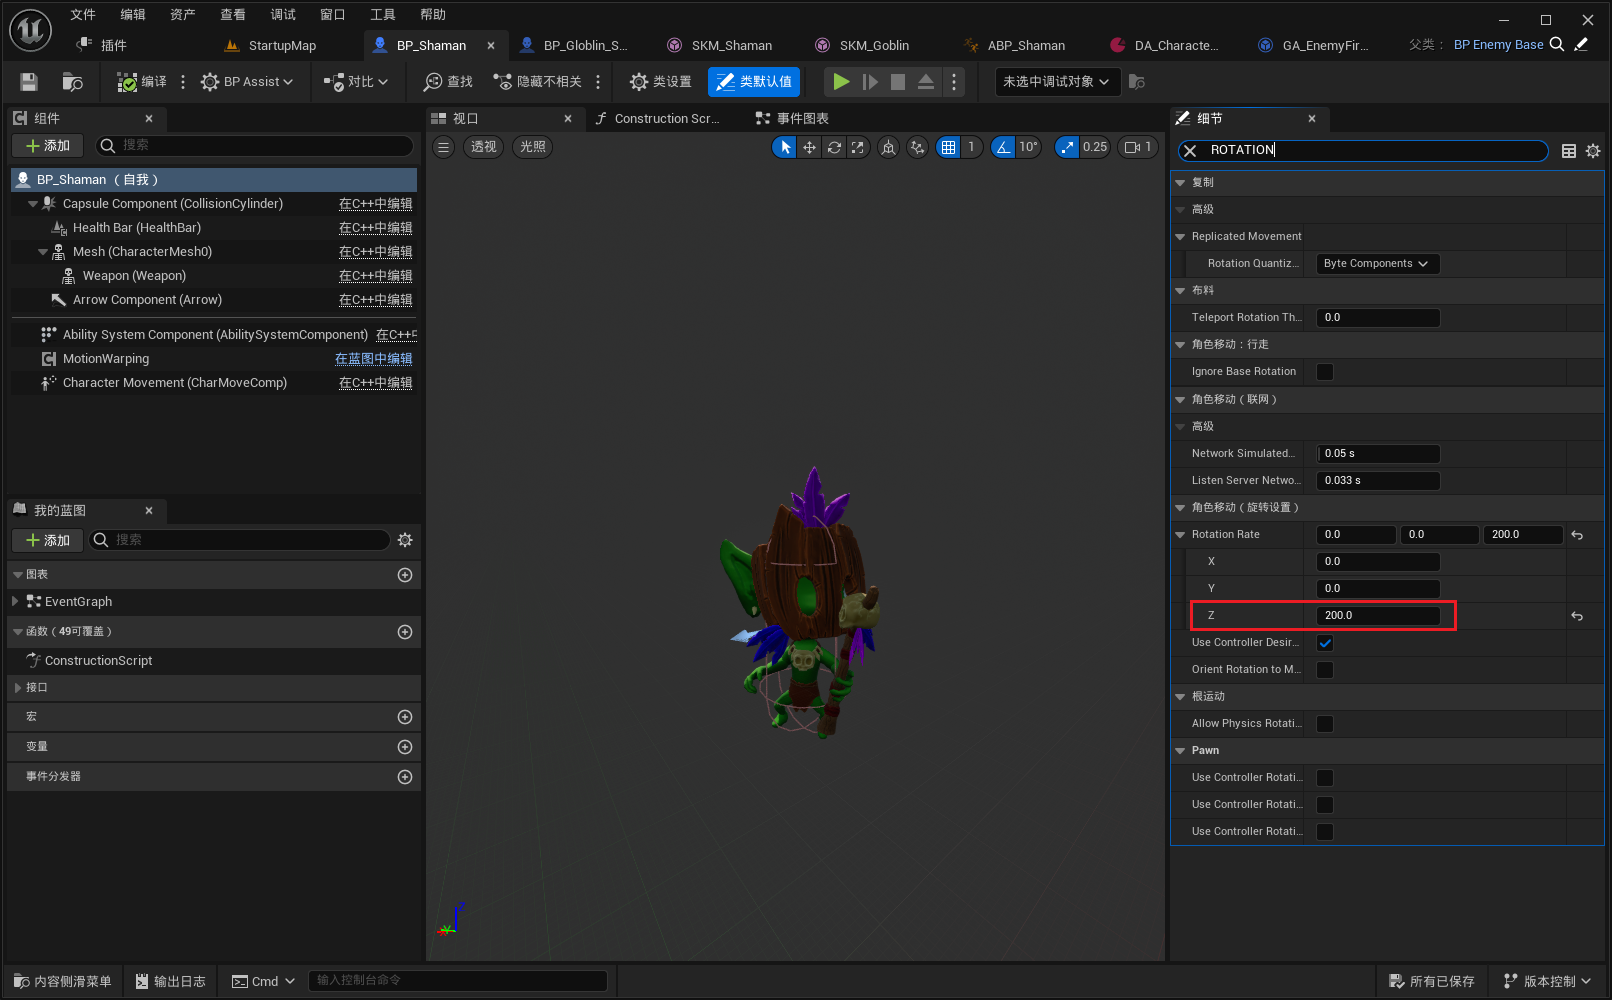 文件 编辑 资产 查看 调试 窗口 工具 帮助
插件 StartupMap BP_Shaman BP_Globlin_S... SKM_Shaman SKM_Goblin ABP_Shaman DA_Characte... GA_EnemyFir... 父类： BP Enemy Base
编译 BP Assist 对比 查找 隐藏不相关 类设置 类默认值 未选中调试对象
组件
添加 搜索
BP_Shaman （自我）
Capsule Component (CollisionCylinder) 在C++中编辑
Health Bar (HealthBar) 在C++中编辑
Mesh (CharacterMesh0) 在C++中编辑
Weapon (Weapon) 在C++中编辑
Arrow Component (Arrow) 在C++中编辑
Ability System Component (AbilitySystemComponent) 在C++中
MotionWarping 在蓝图中编辑
Character Movement (CharMoveComp) 在C++中编辑
我的蓝图
添加 搜索
图表
EventGraph
函数（49可覆盖）
ConstructionScript
接口
宏
变量
事件分发器
视口 Construction Scr... 事件图表
透视 光照 1 10° 0.25 1
Z
Y
细节
ROTATION
复制
高级
Replicated Movement
Rotation Quantiz... Byte Components
布料
Teleport Rotation Th... 0.0
角色移动：行走
Ignore Base Rotation
角色移动（联网）
高级
Network Simulated... 0.05 s
Listen Server Netwo... 0.033 s
角色移动（旋转设置）
Rotation Rate 0.0 0.0 200.0
X 0.0
Y 0.0
Z 200.0
Use Controller Desir...
Orient Rotation to M...
根运动
Allow Physics Rotati...
Pawn
Use Controller Rotati...
Use Controller Rotati...
Use Controller Rotati...
内容侧滑菜单 输出日志 Cmd 输入控制台命令 所有已保存 版本控制